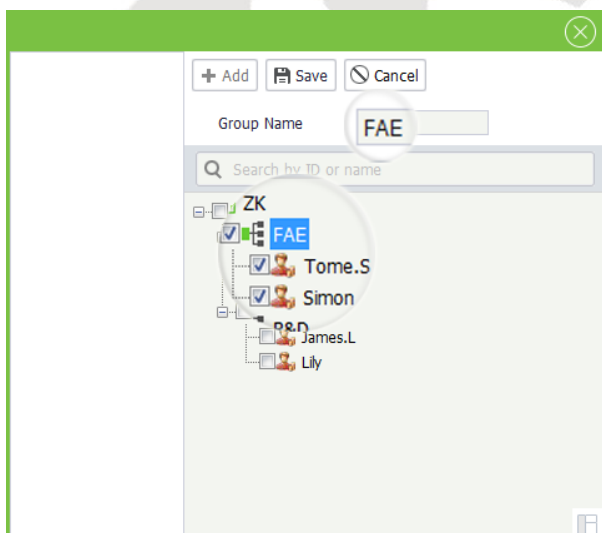 Add Save Cancel
Group Name FAE
Search by ID or name
ZK
FAE
Tome.S
Simon
R&D
James.L
Lily